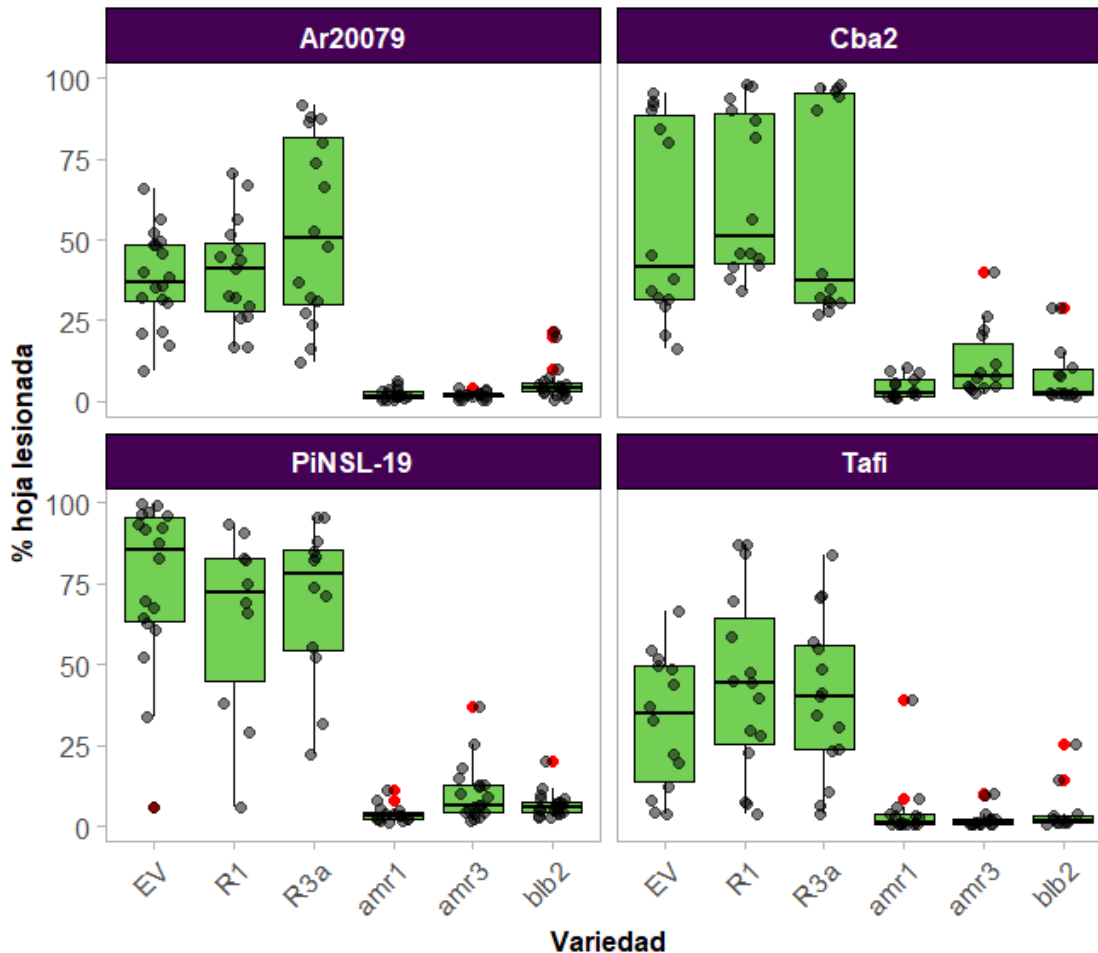 Ar20079 Cba2
100
75
50
25
0
PiNSL-19 Tafi
100
75
50
25
0
% hoja lesionada
EV R1 R3a amr1 amr3 blb2 EV R1 R3a amr1 amr3 blb2
Variedad